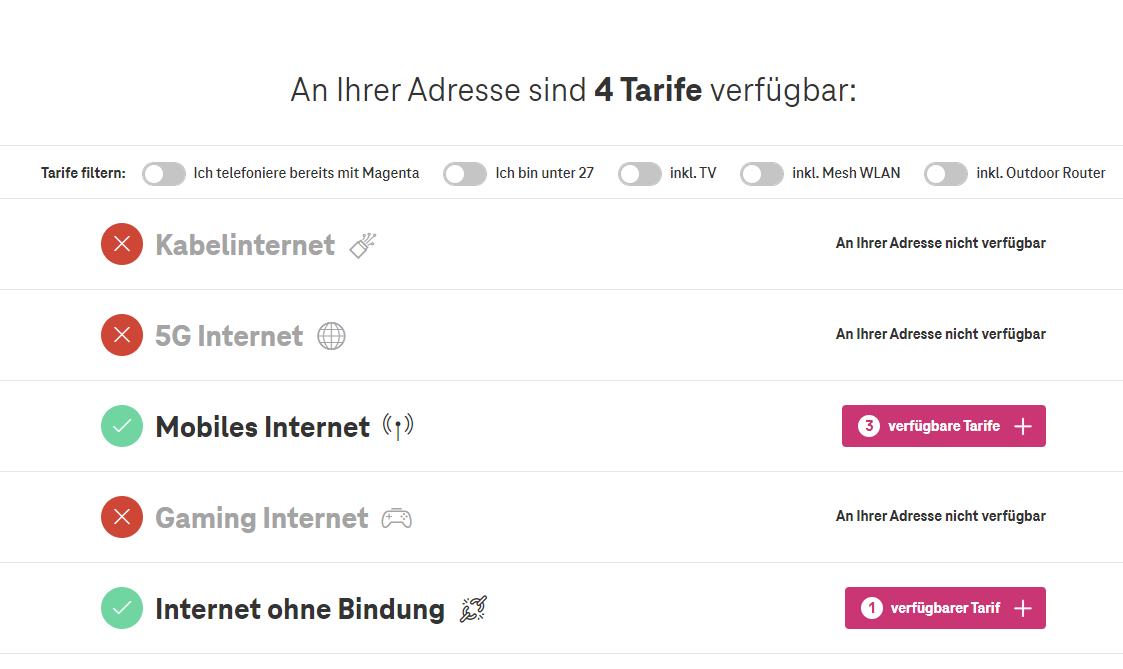 An Ihrer Adresse sind 4 Tarife verfügbar:
Tarife filtern: Ich telefoniere bereits mit Magenta Ich bin unter 27 inkl. TV inkl. Mesh WLAN inkl. Outdoor Router
Kabelinternet An Ihrer Adresse nicht verfügbar
5G Internet An Ihrer Adresse nicht verfügbar
Mobiles Internet 3 verfügbare Tarife
Gaming Internet An Ihrer Adresse nicht verfügbar
Internet ohne Bindung 1 verfügbarer Tarif